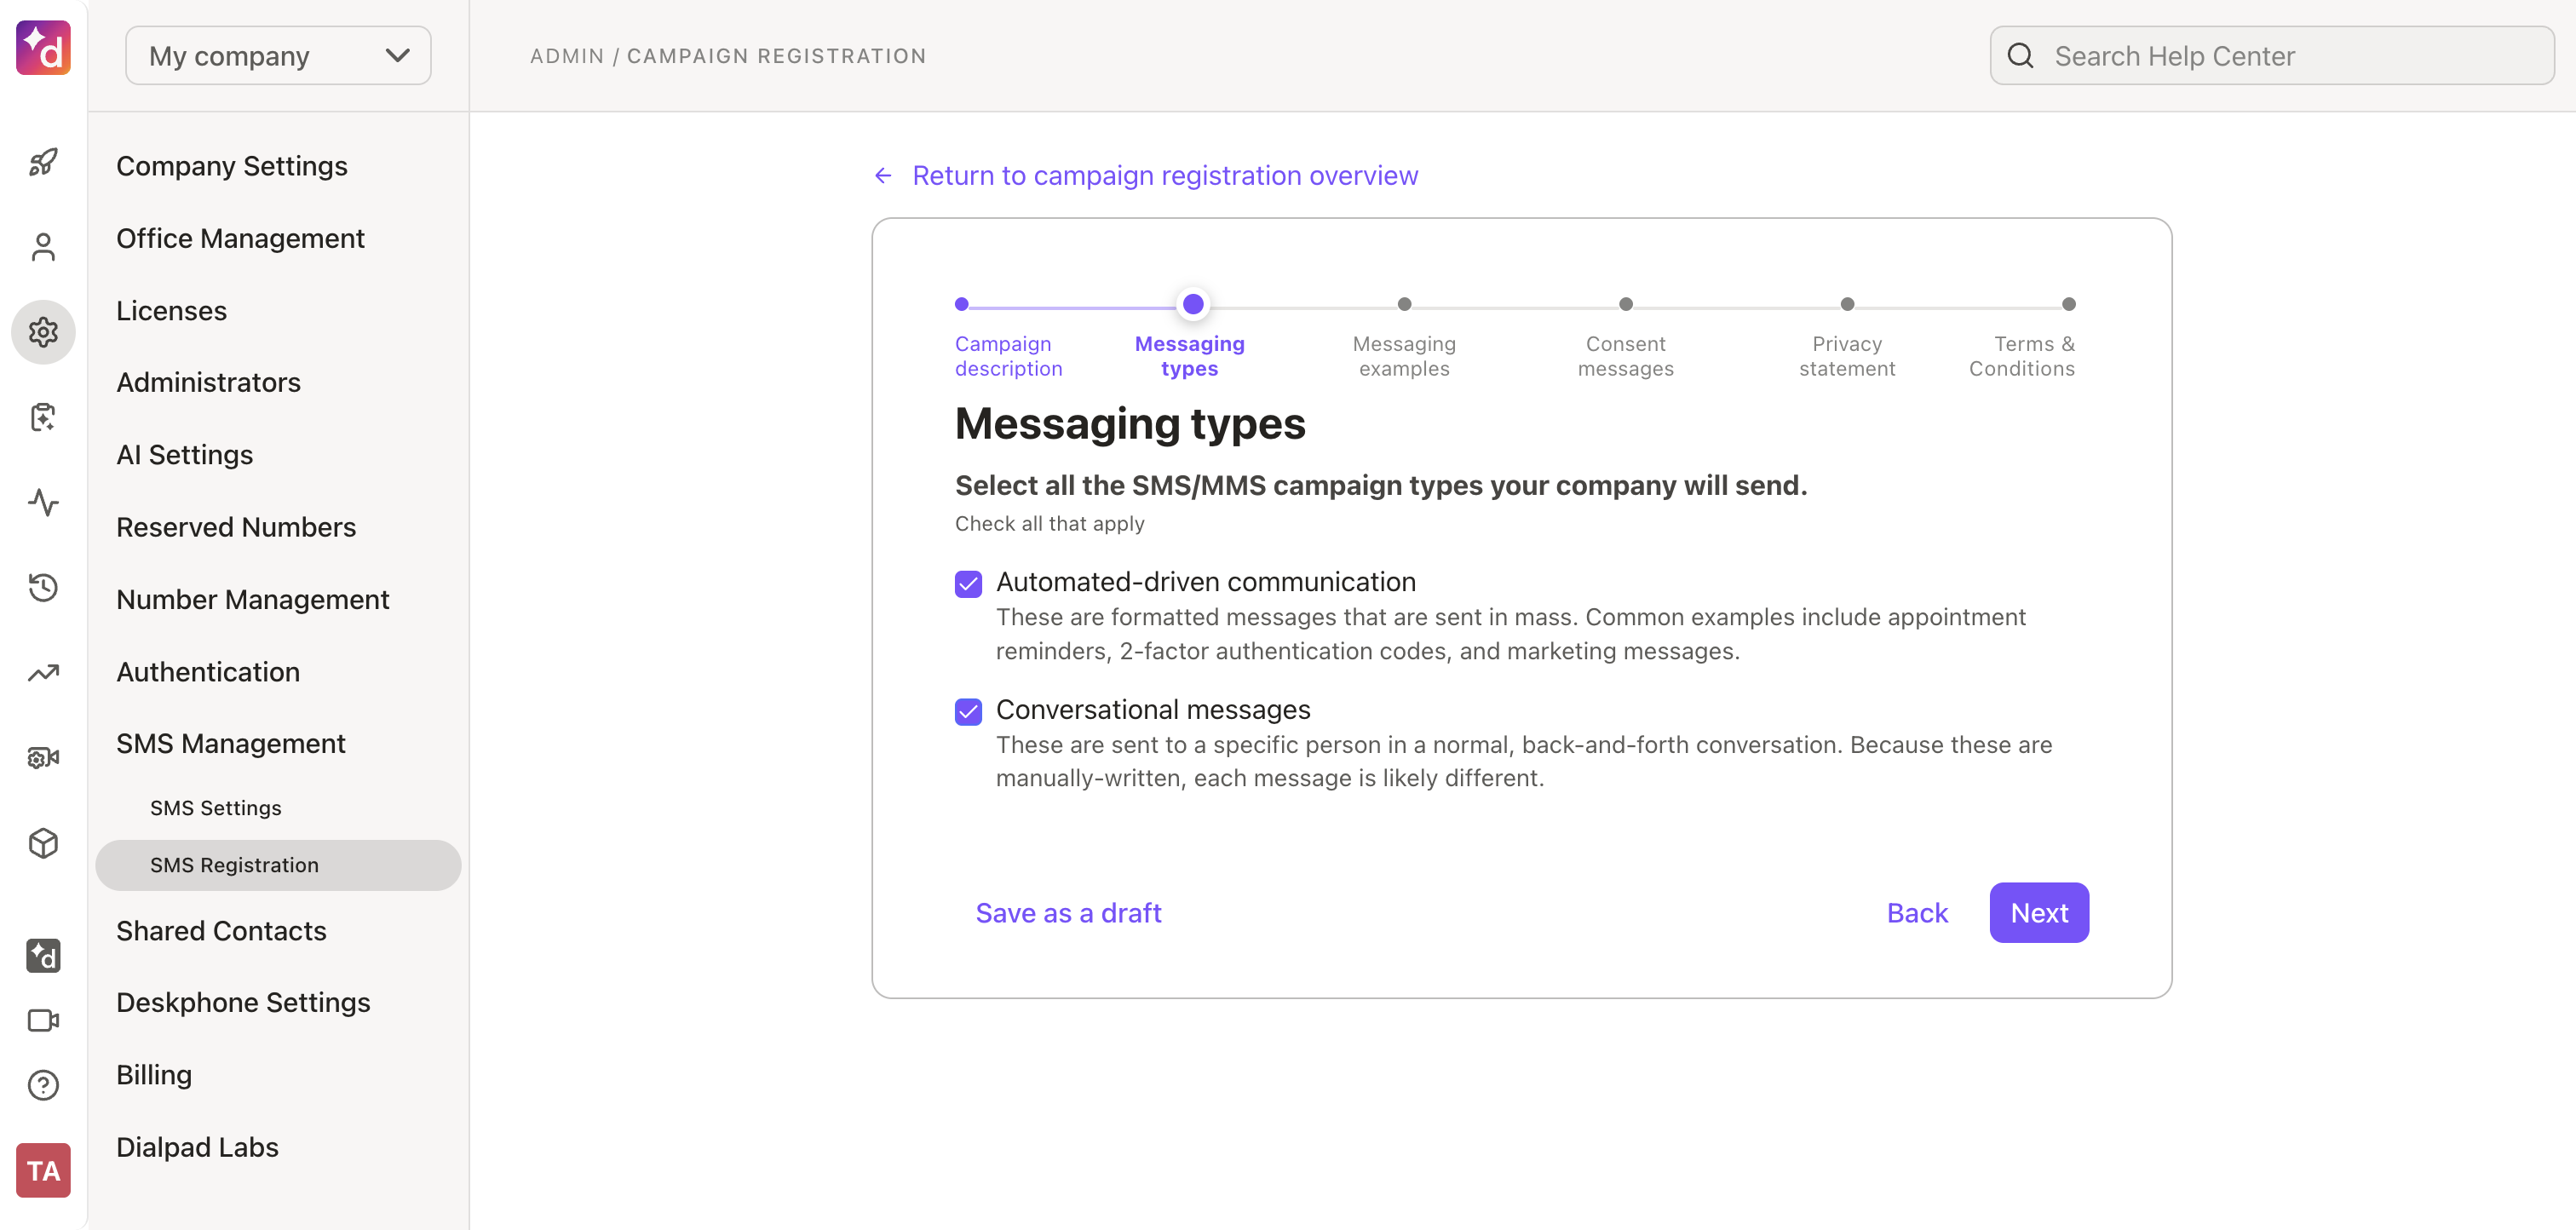 d
My company
ADMIN / CAMPAIGN REGISTRATION
Search Help Center
Company Settings
Office Management
Licenses
Administrators
AI Settings
Reserved Numbers
Number Management
Authentication
SMS Management
SMS Settings
SMS Registration
Shared Contacts
Deskphone Settings
Billing
Dialpad Labs
d
TA
← Return to campaign registration overview
Campaign
description
Messaging
types
Messaging
examples
Consent
messages
Privacy
statement
Terms &
Conditions
Messaging types
Select all the SMS/MMS campaign types your company will send.
Check all that apply
Automated-driven communication
These are formatted messages that are sent in mass. Common examples include appointment
reminders, 2-factor authentication codes, and marketing messages.
Conversational messages
These are sent to a specific person in a normal, back-and-forth conversation. Because these are
manually-written, each message is likely different.
Save as a draft
Back
Next